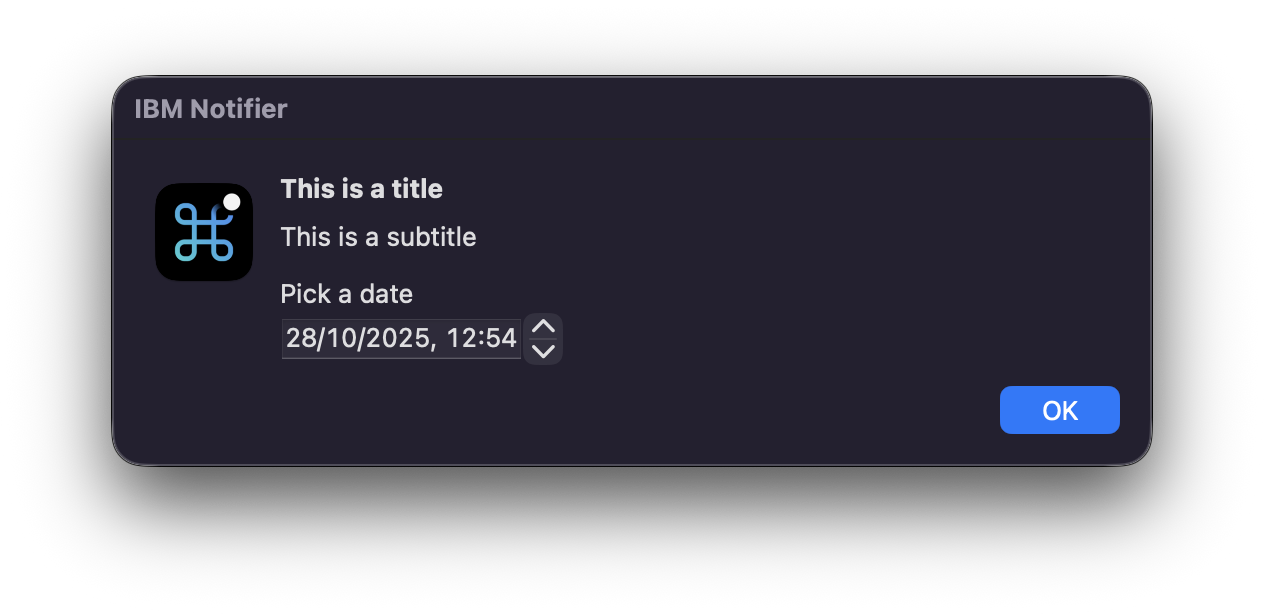 IBM Notifier
This is a title
This is a subtitle
Pick a date
28/10/2025, 12:54
OK